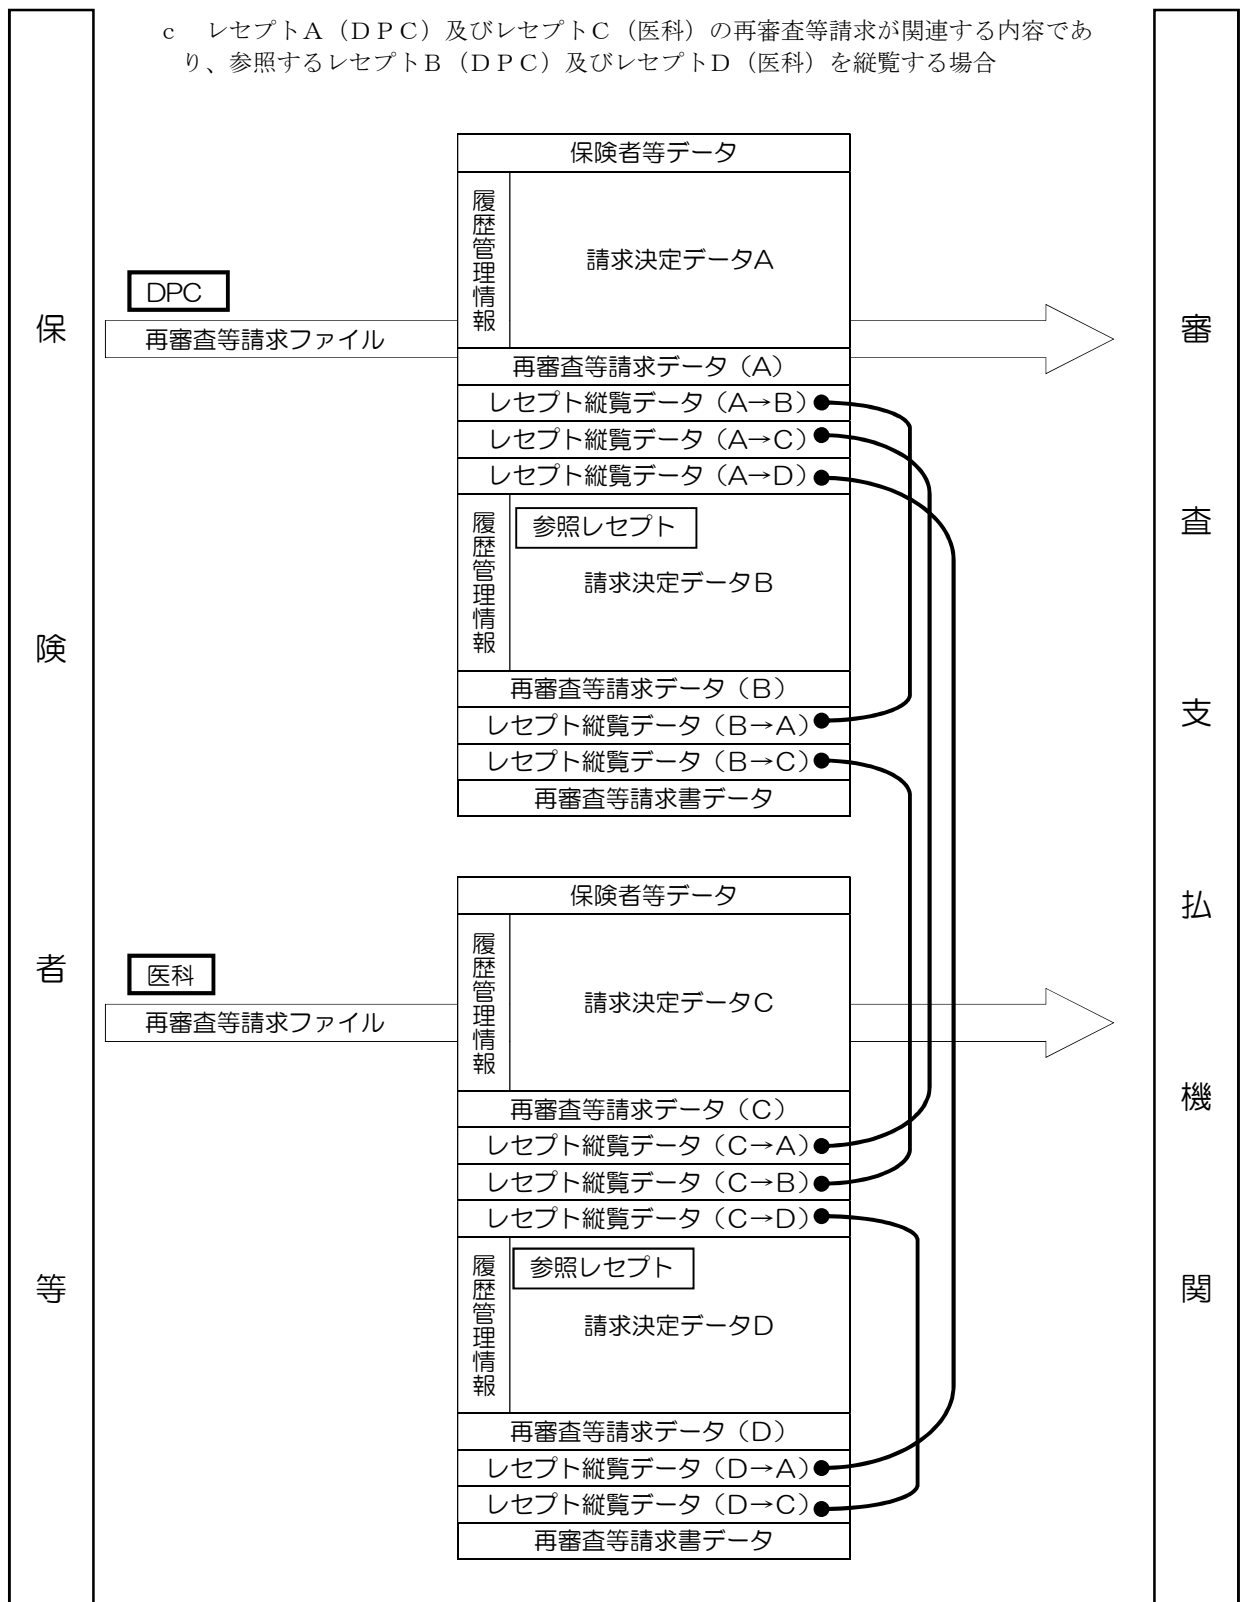 ｃ　レセプトＡ（ＤＰＣ）及びレセプトＣ（医科）の再審査等請求が関連する内容であ
り、参照するレセプトＢ（ＤＰＣ）及びレセプトＤ（医科）を縦覧する場合
保険者等
審査支払機関
DPC
再審査等請求ファイル
保険者等データ
履歴管理情報
請求決定データA
再審査等請求データ（A）
レセプト縦覧データ（A→B）
レセプト縦覧データ（A→C）
レセプト縦覧データ（A→D）
履歴管理情報
参照レセプト
請求決定データB
再審査等請求データ（B）
レセプト縦覧データ（B→A）
レセプト縦覧データ（B→C）
再審査等請求書データ
医科
再審査等請求ファイル
保険者等データ
履歴管理情報
請求決定データC
再審査等請求データ（C）
レセプト縦覧データ（C→A）
レセプト縦覧データ（C→B）
レセプト縦覧データ（C→D）
履歴管理情報
参照レセプト
請求決定データD
再審査等請求データ（D）
レセプト縦覧データ（D→A）
レセプト縦覧データ（D→C）
再審査等請求書データ